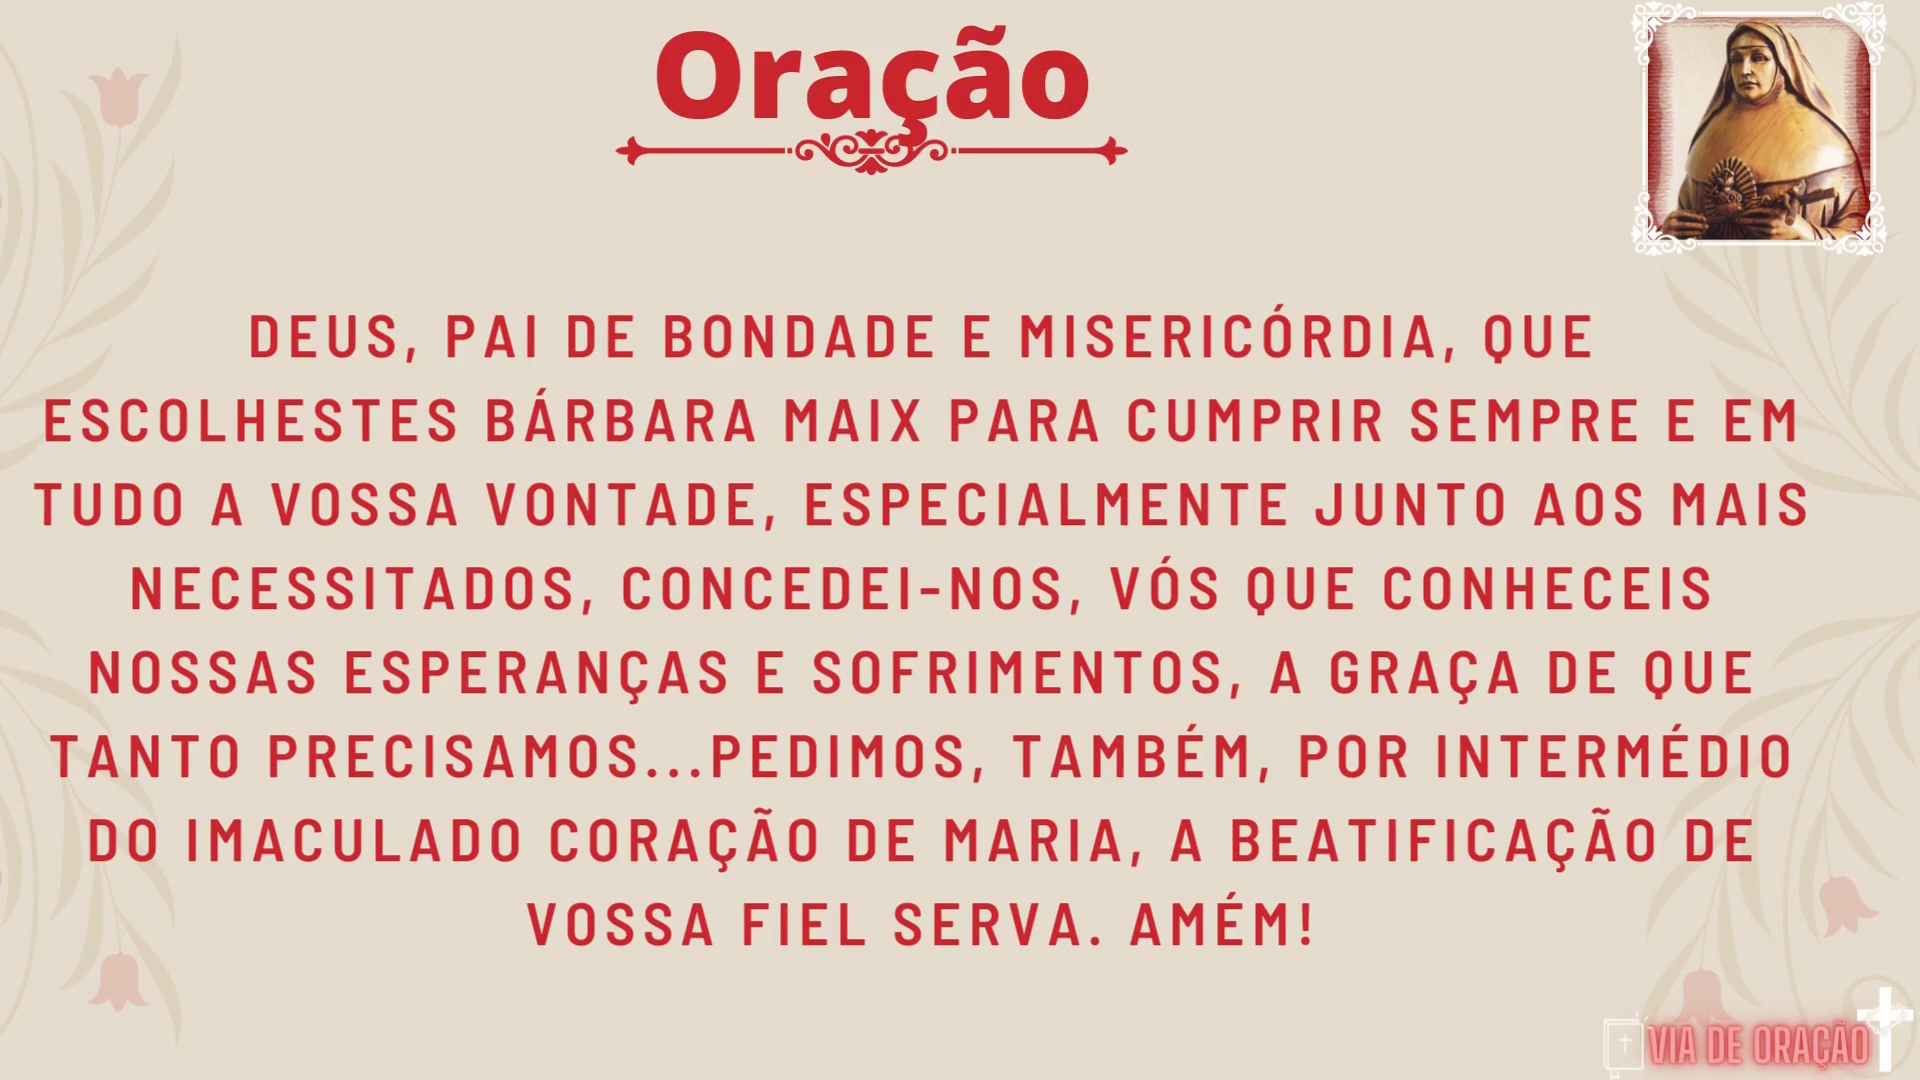 Oração
DEUS, PAI DE BONDADE E MISERICÓRDIA, QUE
ESCOLHESTES BÁRBARA MAIX PARA CUMPRIR SEMPRE E EM
TUDO A VOSSA VONTADE, ESPECIALMENTE JUNTO AOS MAIS
NECESSITADOS, CONCEDEI-NOS, VÓS QUE CONHECEIS
NOSSAS ESPERANÇAS E SOFRIMENTOS, A GRAÇA DE QUE
TANTO PRECISAMOS...PEDIMOS, TAMBÉM, POR INTERMÉDIO
DO IMACULADO CORAÇÃO DE MARIA, A BEATIFICAÇÃO DE
VOSSA FIEL SERVA. AMÉM!
VIA DE ORAÇÃO